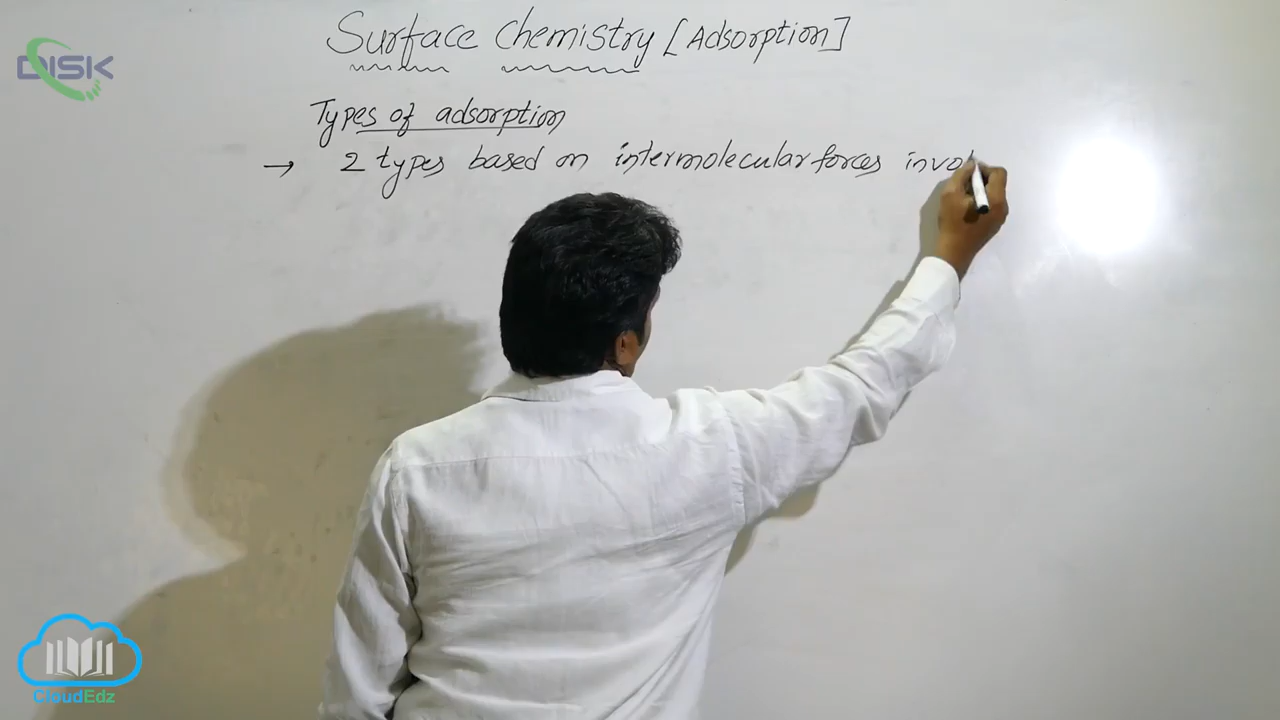 DISK
Surface Chemistry [Adsorption]
Types of adsorption
→ 2 types based on intermolecular forces invol
CloudEdz